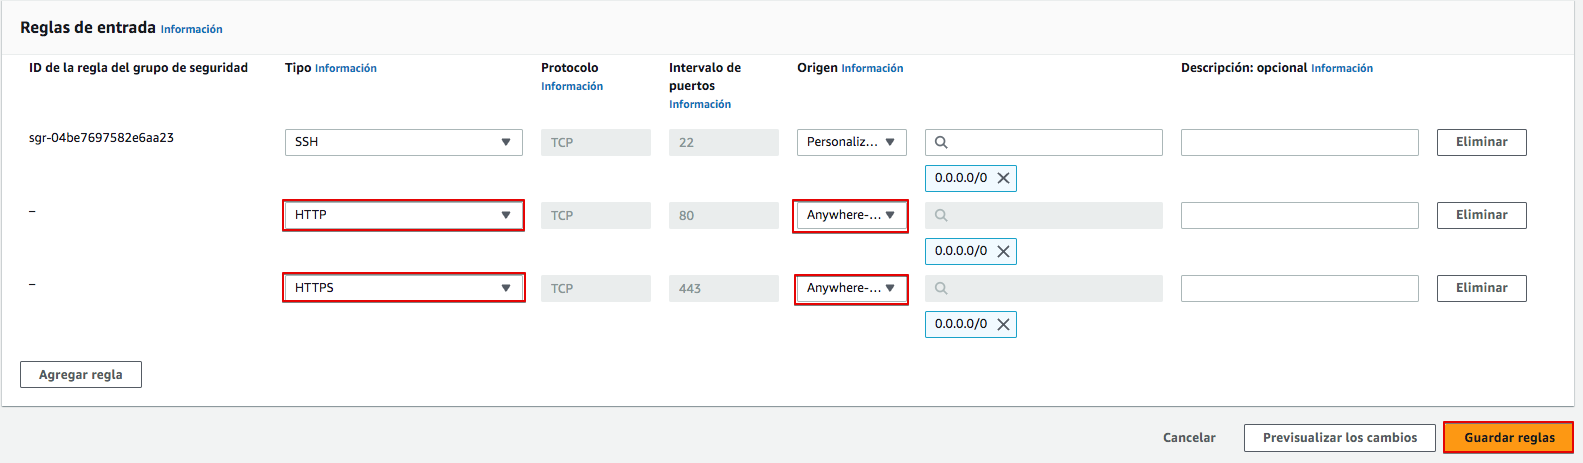 Reglas de entrada Información
ID de la regla del grupo de seguridad Tipo Información Protocolo Información Intervalo de puertos Información Origen Información Descripción: opcional Información
sgr-04be7697582e6aa23 SSH TCP 22 Personaliz... Eliminar
0.0.0.0/0
– HTTP TCP 80 Anywhere-... Eliminar
0.0.0.0/0
– HTTPS TCP 443 Anywhere-... Eliminar
0.0.0.0/0
Agregar regla
Cancelar Previsualizar los cambios Guardar reglas